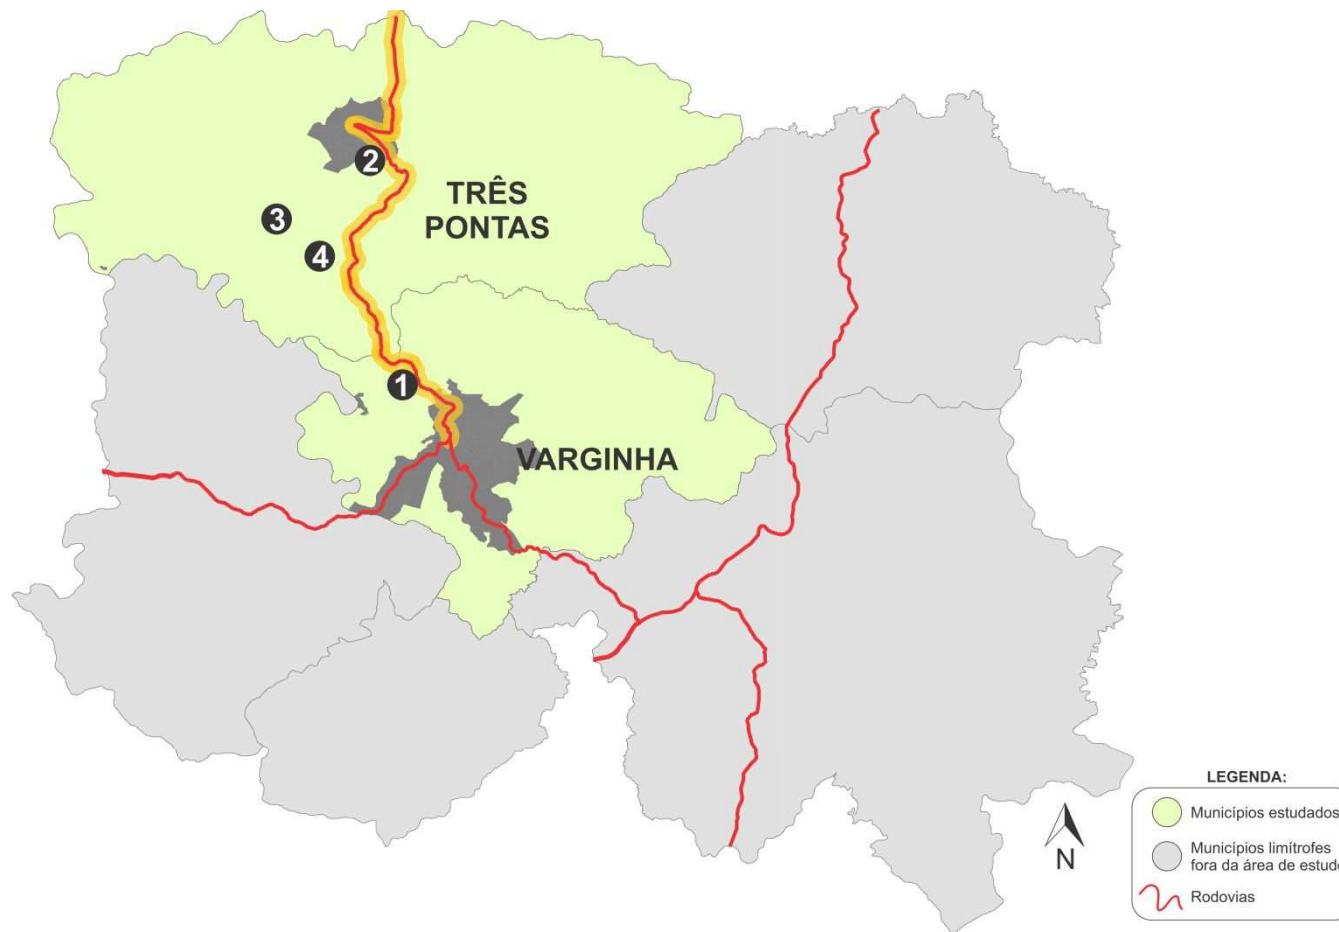 2
TRÊS
PONTAS
3
4
1
VARGINHA
N
LEGENDA:
Municípios estudados
Municípios limítrofes
fora da área de estud
Rodovias